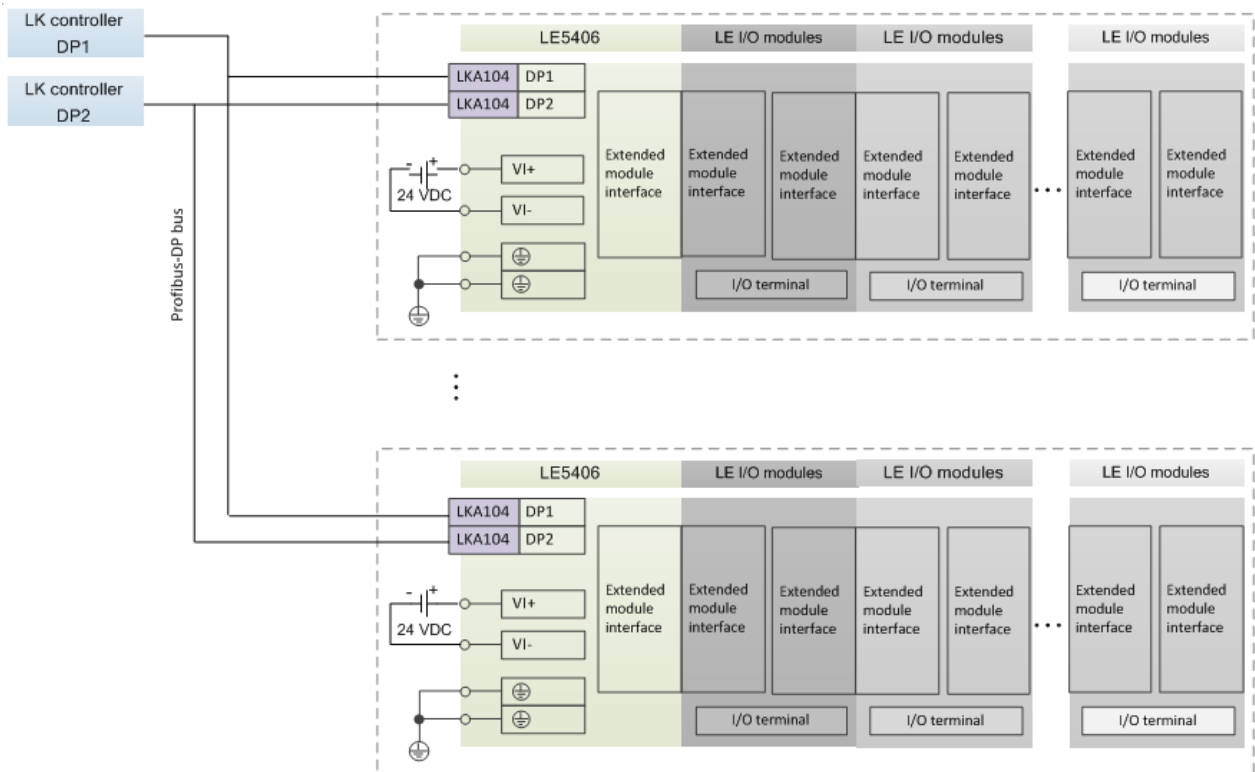 LK controller
DP1
LK controller
DP2
Profibus-DP bus
LE5406
LE I/O modules
LE I/O modules
LE I/O modules
LKA104
DP1
LKA104
DP2
-
+
24 VDC
VI+
VI-
Extended
module
interface
Extended
module
interface
Extended
module
interface
Extended
module
interface
Extended
module
interface
...
Extended
module
interface
Extended
module
interface
I/O terminal
I/O terminal
I/O terminal
LE5406
LE I/O modules
LE I/O modules
LE I/O modules
LKA104
DP1
LKA104
DP2
-
+
24 VDC
VI+
VI-
Extended
module
interface
Extended
module
interface
Extended
module
interface
Extended
module
interface
Extended
module
interface
...
Extended
module
interface
Extended
module
interface
I/O terminal
I/O terminal
I/O terminal